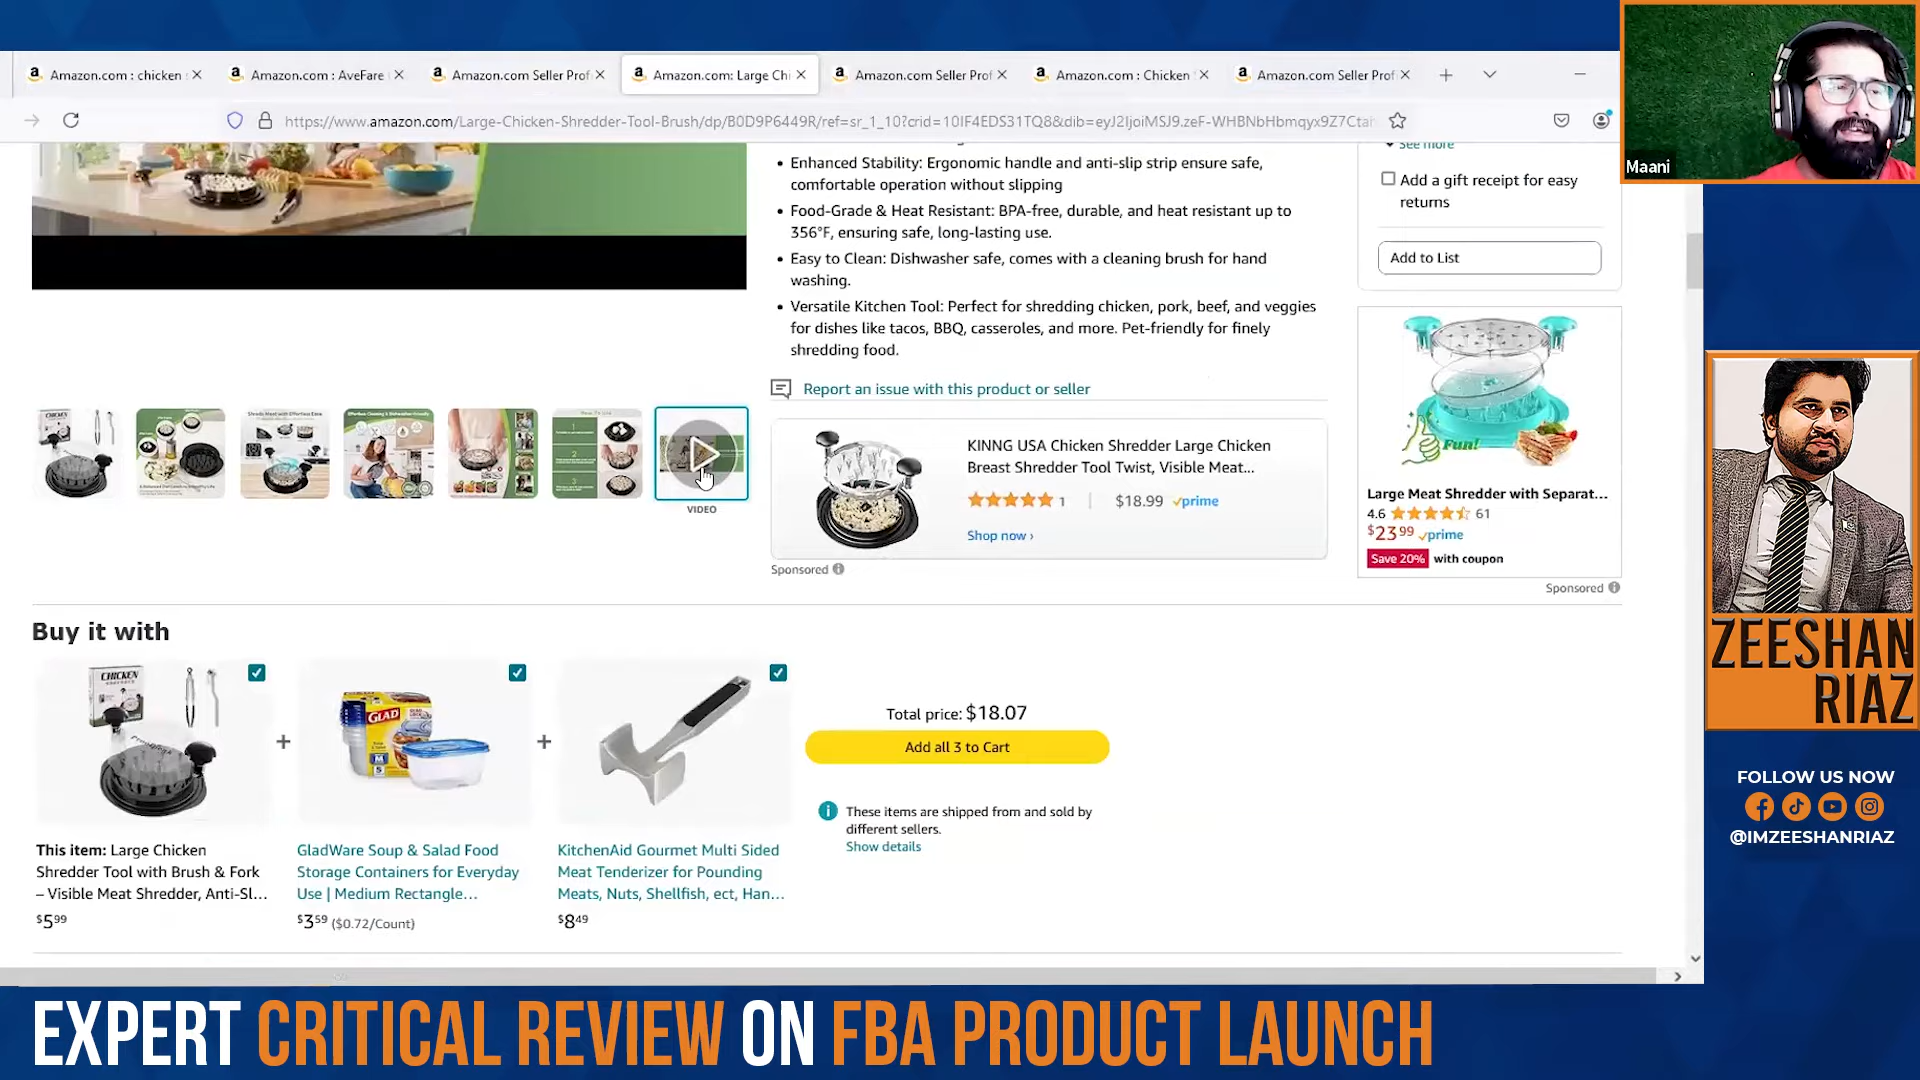 Amazon.com : chicken
Amazon.com : AveFare
Amazon.com Seller Prof
Amazon.com: Large Chi
Amazon.com Seller Prof
Amazon.com : Chicken
Amazon.com Seller Prof
https://www.amazon.com/Large-Chicken-Shredder-Tool-Brush/dp/B0D9P6449R/ref=sr_1_10?crid=10IF4EDS31TQ8&dib=eyJ2IjoiMSJ9.zeF-WHBNbHbmqyx9Z7Ctah
Maani
Enhanced Stability: Ergonomic handle and anti-slip strip ensure safe,
comfortable operation without slipping
Food-Grade & Heat Resistant: BPA-free, durable, and heat resistant up to
356°F, ensuring safe, long-lasting use.
Easy to Clean: Dishwasher safe, comes with a cleaning brush for hand
washing.
Versatile Kitchen Tool: Perfect for shredding chicken, pork, beef, and veggies
for dishes like tacos, BBQ, casseroles, and more. Pet-friendly for finely
shredding food.
Report an issue with this product or seller
See more
Add a gift receipt for easy
returns
Add to List
CHICKEN
VIDEO
KINNG USA Chicken Shredder Large Chicken
Breast Shredder Tool Twist, Visible Meat...
1 | $18.99 prime
Shop now ›
Sponsored
Fun!
Large Meat Shredder with Separat...
4.6 61
$23.99 prime
Save 20% with coupon
Sponsored
Buy it with
CHICKEN
GLAD
M
5
Total price: $18.07
Add all 3 to Cart
These items are shipped from and sold by
different sellers.
Show details
This item: Large Chicken
Shredder Tool with Brush & Fork
– Visible Meat Shredder, Anti-Sl...
$5.99
GladWare Soup & Salad Food
Storage Containers for Everyday
Use | Medium Rectangle...
$3.59 ($0.72/Count)
KitchenAid Gourmet Multi Sided
Meat Tenderizer for Pounding
Meats, Nuts, Shellfish, ect, Han...
$8.49
ZEESHAN
RIAZ
FOLLOW US NOW
@IMZEESHANRIAZ
EXPERT CRITICAL REVIEW ON FBA PRODUCT LAUNCH